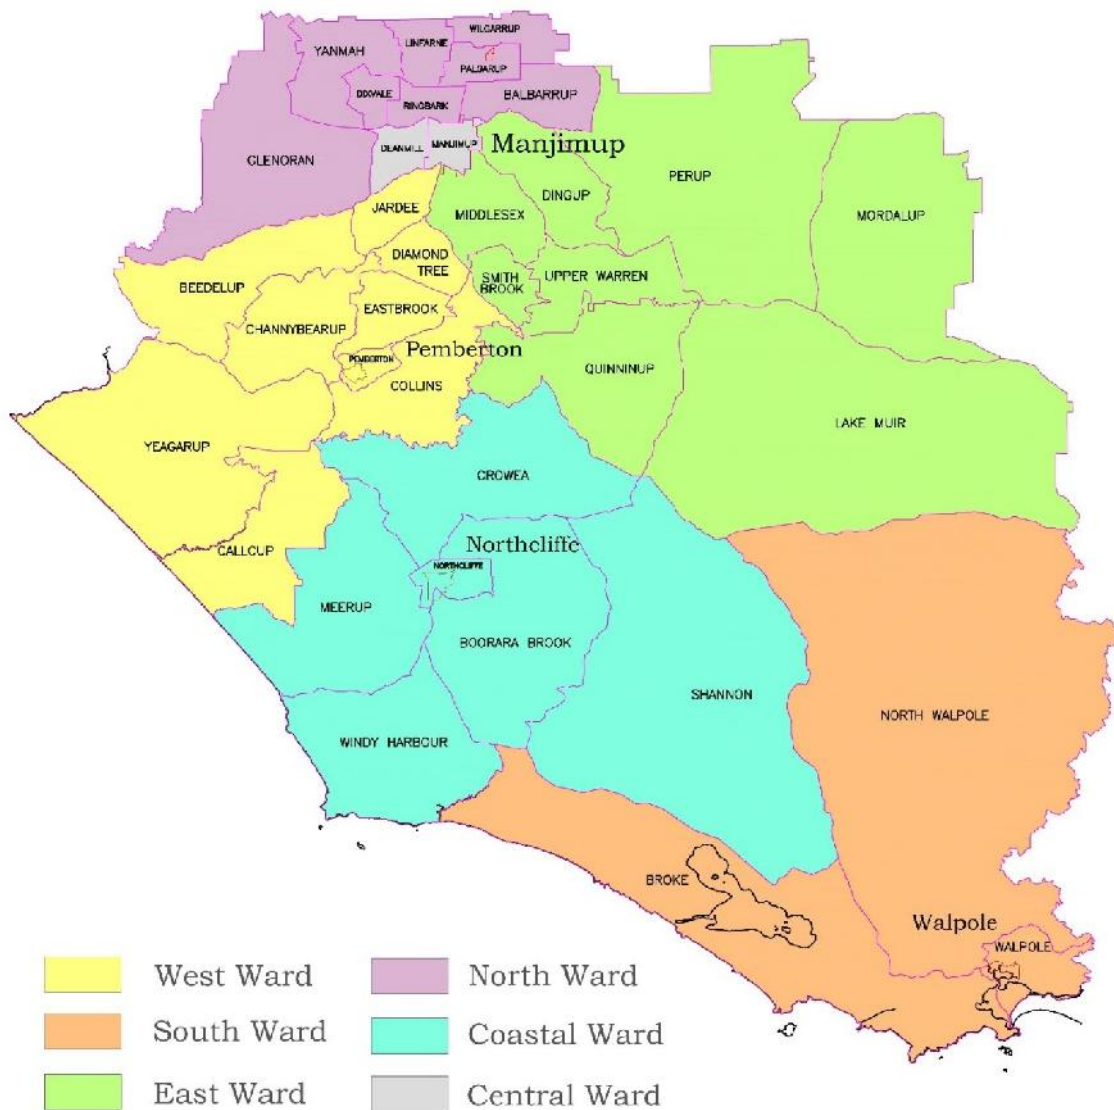 WILGARRUP
YANMAH
LINFARNE
PALGARUP
DIXVALE
RINGBARK
BALBARRUP
GLENORAN
DEANMILL
MANJIMUP
Manjimup
DINGUP
PERUP
MORDALUP
JARDEE
MIDDLESEX
DIAMOND
TREE
SMITH
BROOK
UPPER WARREN
BEEDELUP
EASTBROOK
CHANNYBEARUP
PEMBERTON
Pemberton
QUINNINUP
COLLINS
LAKE MUIR
YEAGARUP
CROWEA
CALLCUP
Northcliffe
NORTHCLIFFE
MEERUP
BOORARA BROOK
SHANNON
NORTH WALPOLE
WINDY HARBOUR
BROKE
Walpole
WALPOLE
West Ward
North Ward
South Ward
Coastal Ward
East Ward
Central Ward